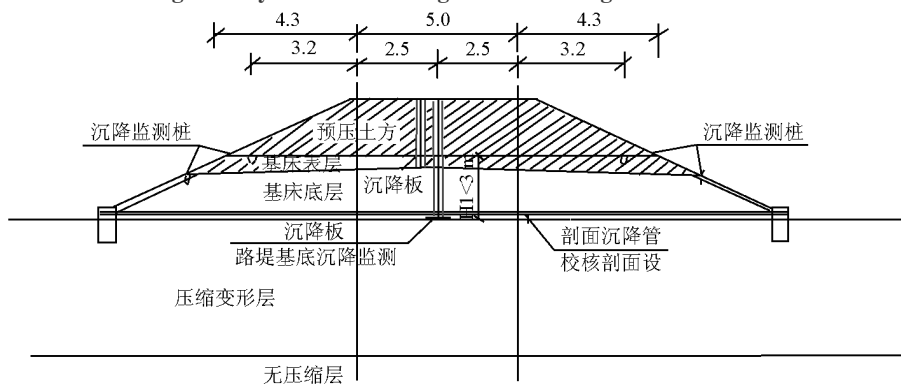 4.3 5.0 4.3
3.2 2.5 2.5 3.2
沉降监测桩
预压土方
沉降监测桩
基床表层
基床底层
沉降板
H1<3 m
沉降板
路堤基底沉降监测
剖面沉降管
校核剖面设
压缩变形层
无压缩层